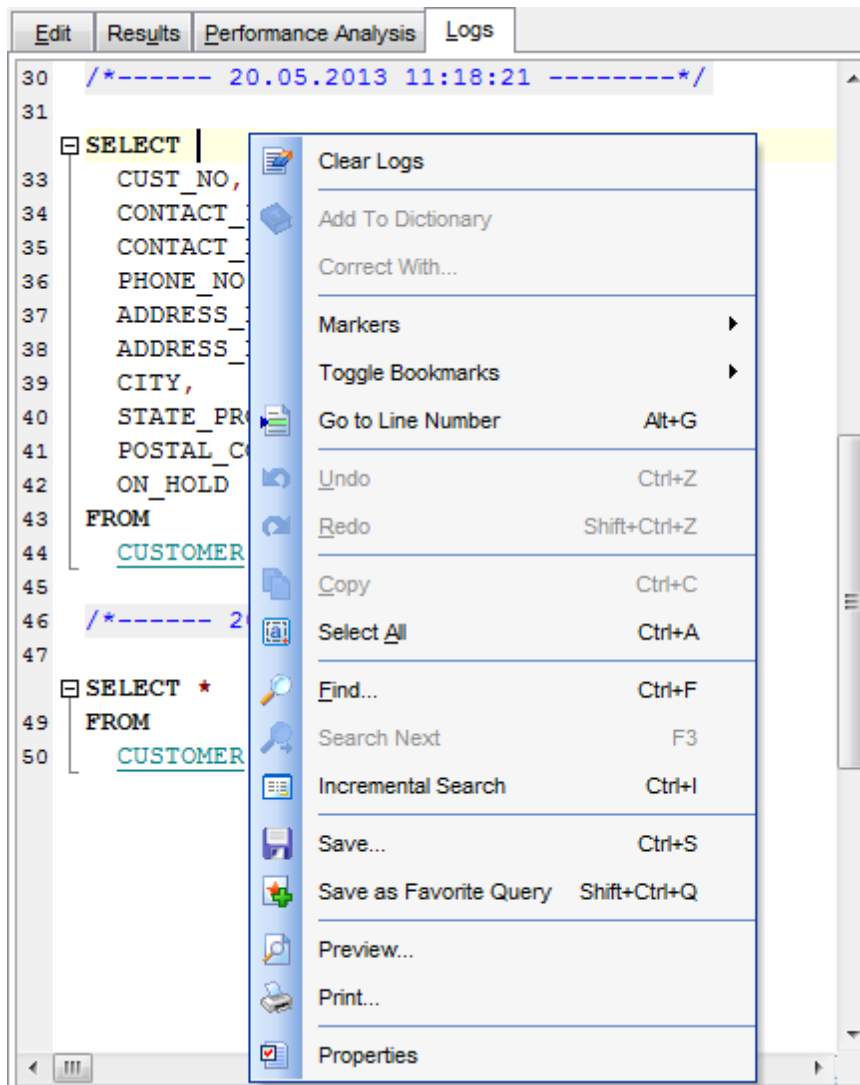 Edit Results Performance Analysis Logs
30 /*------ 20.05.2013 11:18:21 --------*/
31
SELECT
33 CUST_NO,
34 CONTACT_
35 CONTACT_
36 PHONE_NO
37 ADDRESS_
38 ADDRESS_
39 CITY,
40 STATE_PR
41 POSTAL_C
42 ON_HOLD
43 FROM
44 CUSTOMER
45
46 /*------ 2
47
SELECT *
49 FROM
50 CUSTOMER
Clear Logs
Add To Dictionary
Correct With...
Markers
Toggle Bookmarks
Go to Line Number Alt+G
Undo Ctrl+Z
Redo Shift+Ctrl+Z
Copy Ctrl+C
Select All Ctrl+A
Find... Ctrl+F
Search Next F3
Incremental Search Ctrl+I
Save... Ctrl+S
Save as Favorite Query Shift+Ctrl+Q
Preview...
Print...
Properties